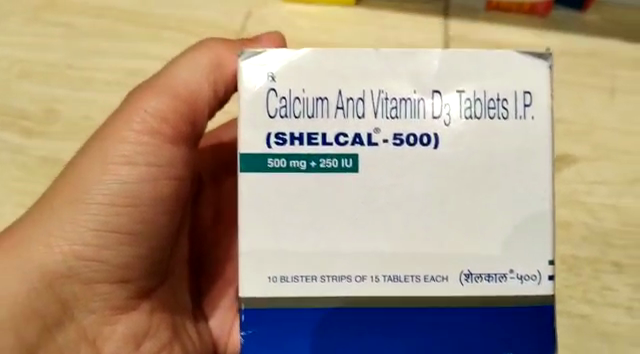 Rx
Calcium And Vitamin D3 Tablets I.P.
(SHELCAL®-500)
500 mg + 250 IU
10 BLISTER STRIPS OF 15 TABLETS EACH (शेलकाल®-५००)